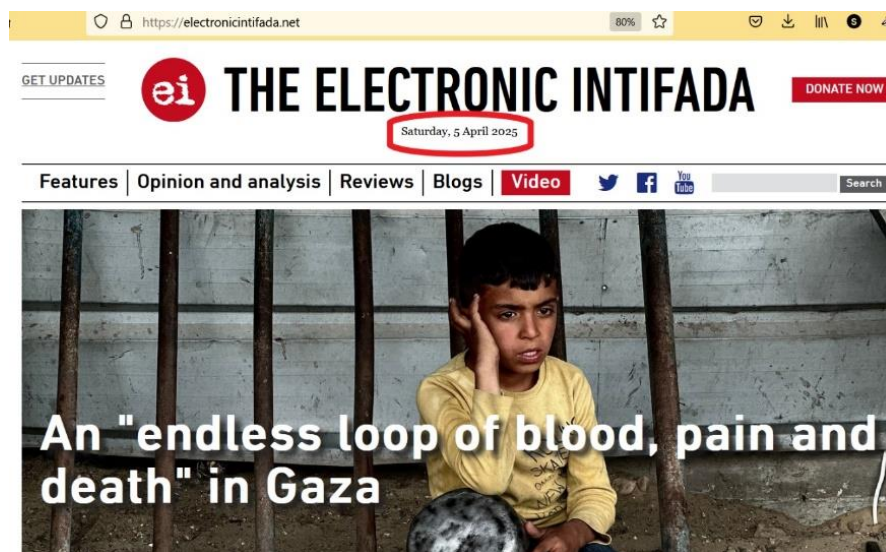 https://electronicintifada.net
80%
S
GET UPDATES
ei
THE ELECTRONIC INTIFADA
DONATE NOW
Saturday, 5 April 2025
Features | Opinion and analysis | Reviews | Blogs | Video
You Tube
Search
An "endless loop of blood, pain and
death" in Gaza